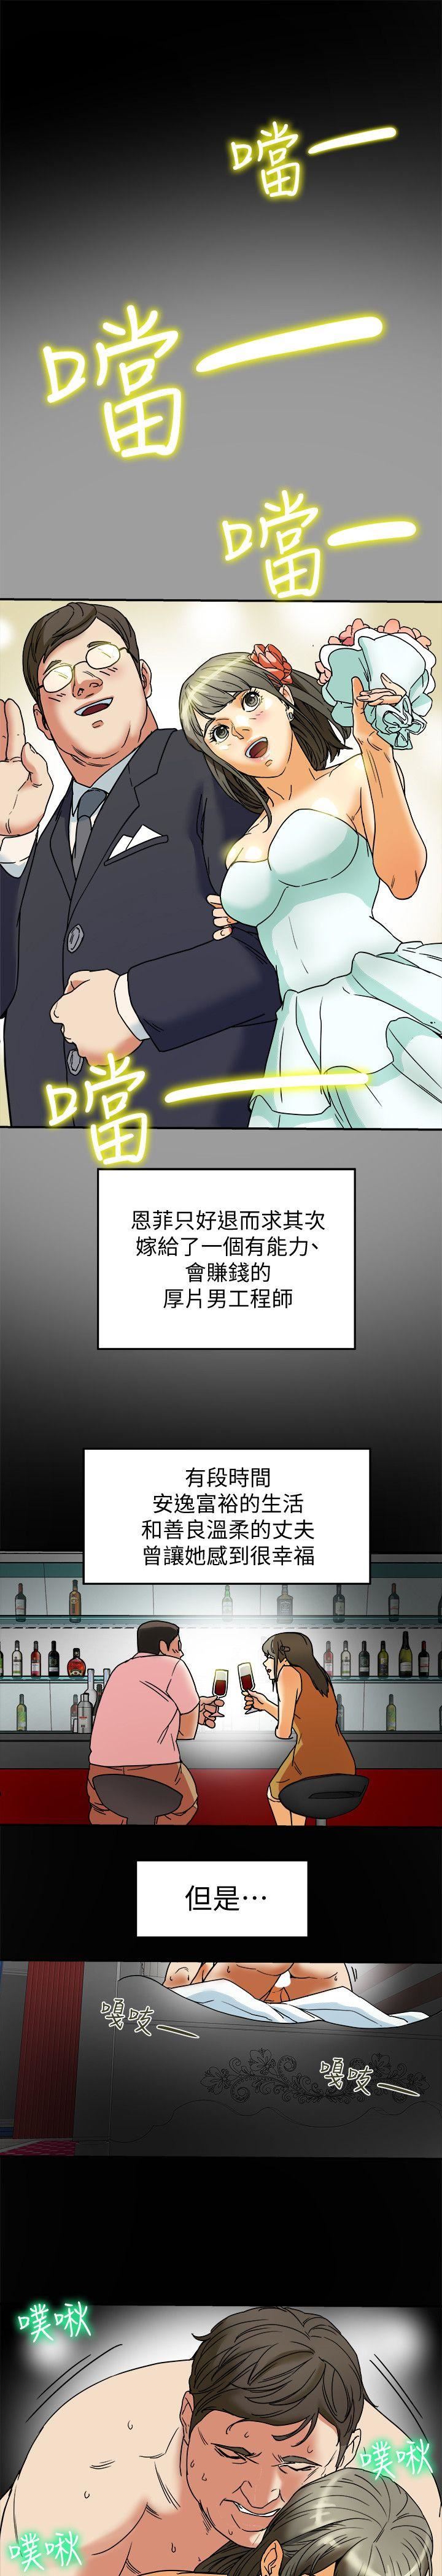 噹一
噹一
噹一
噹一
恩菲只好退而求其次
嫁給了一個有能力、
會賺錢的
厚片男工程師
有段時間
安逸富裕的生活
和善良溫柔的丈夫
曾讓她感到很幸福
但是…
嘎吱一
嘎吱一
噗啾
噗啾
噗啾